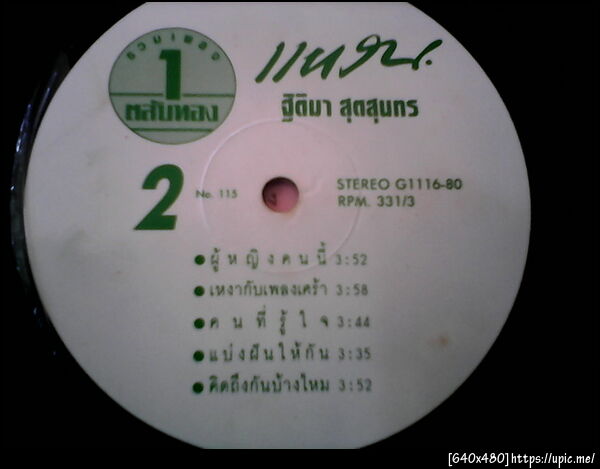 รวมเพลง
1
ตลับทอง
แหวน.
ฐิติมา สุตสุนทร
2
No. 115
STEREO G1116-80
RPM. 331/3
ผู้หญิงคนนี้ 3:52
เหงากับเพลงเศร้า 3:58
คนที่รู้ใจ 3:44
แบ่งฝันให้กัน 3:35
คิดถึงกันบ้างไหม 3:52
[640x480]https://upic.me/